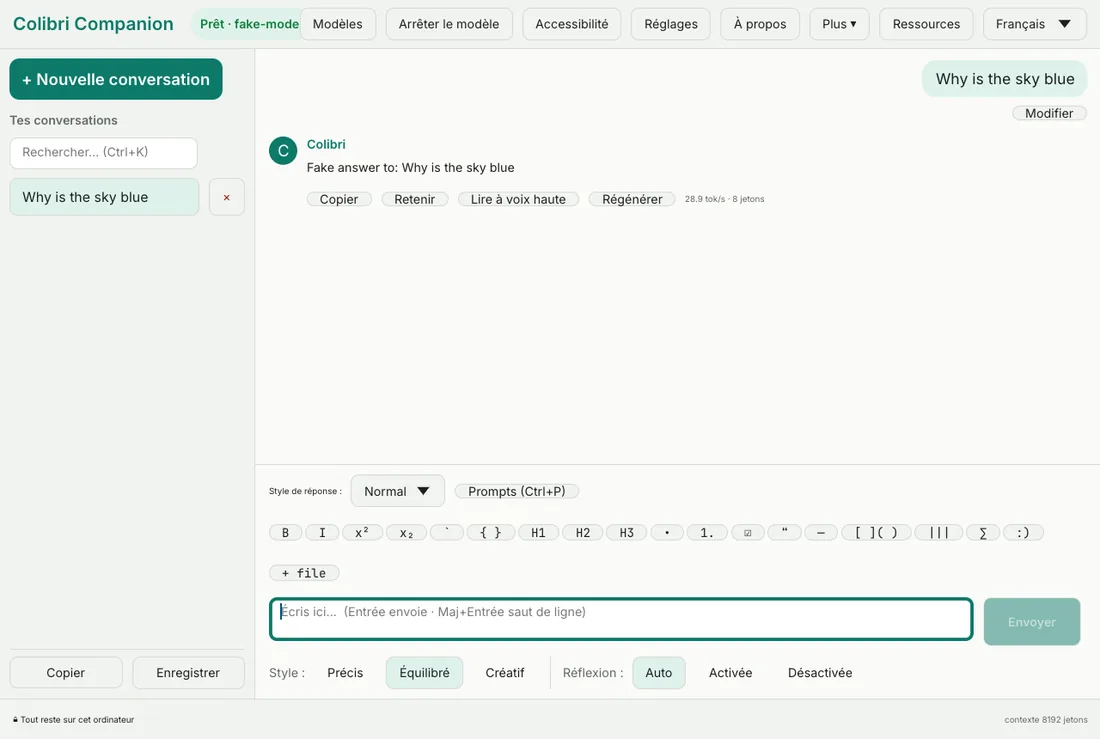 Colibri Companion Prêt · fake-mode Modèles Arrêter le modèle Accessibilité Réglages À propos Plus ▾ Ressources Français ▼
+ Nouvelle conversation
Tes conversations
Rechercher… (Ctrl+K)
Why is the sky blue ×
Why is the sky blue
Modifier
C Colibri
Fake answer to: Why is the sky blue
Copier Retenir Lire à voix haute Régénérer 28.9 tok/s · 8 jetons
Style de réponse : Normal ▼ Prompts (Ctrl+P)
B I x² x₂ ` { } H1 H2 H3 • 1. ☑ “ — [ ]( ) ||| ∑ :)
+ file
Écris ici… (Entrée envoie · Maj+Entrée saut de ligne)
Envoyer
Style : Précis Équilibré Créatif Réflexion : Auto Activée Désactivée
Copier Enregistrer
Tout reste sur cet ordinateur
contexte 8192 jetons